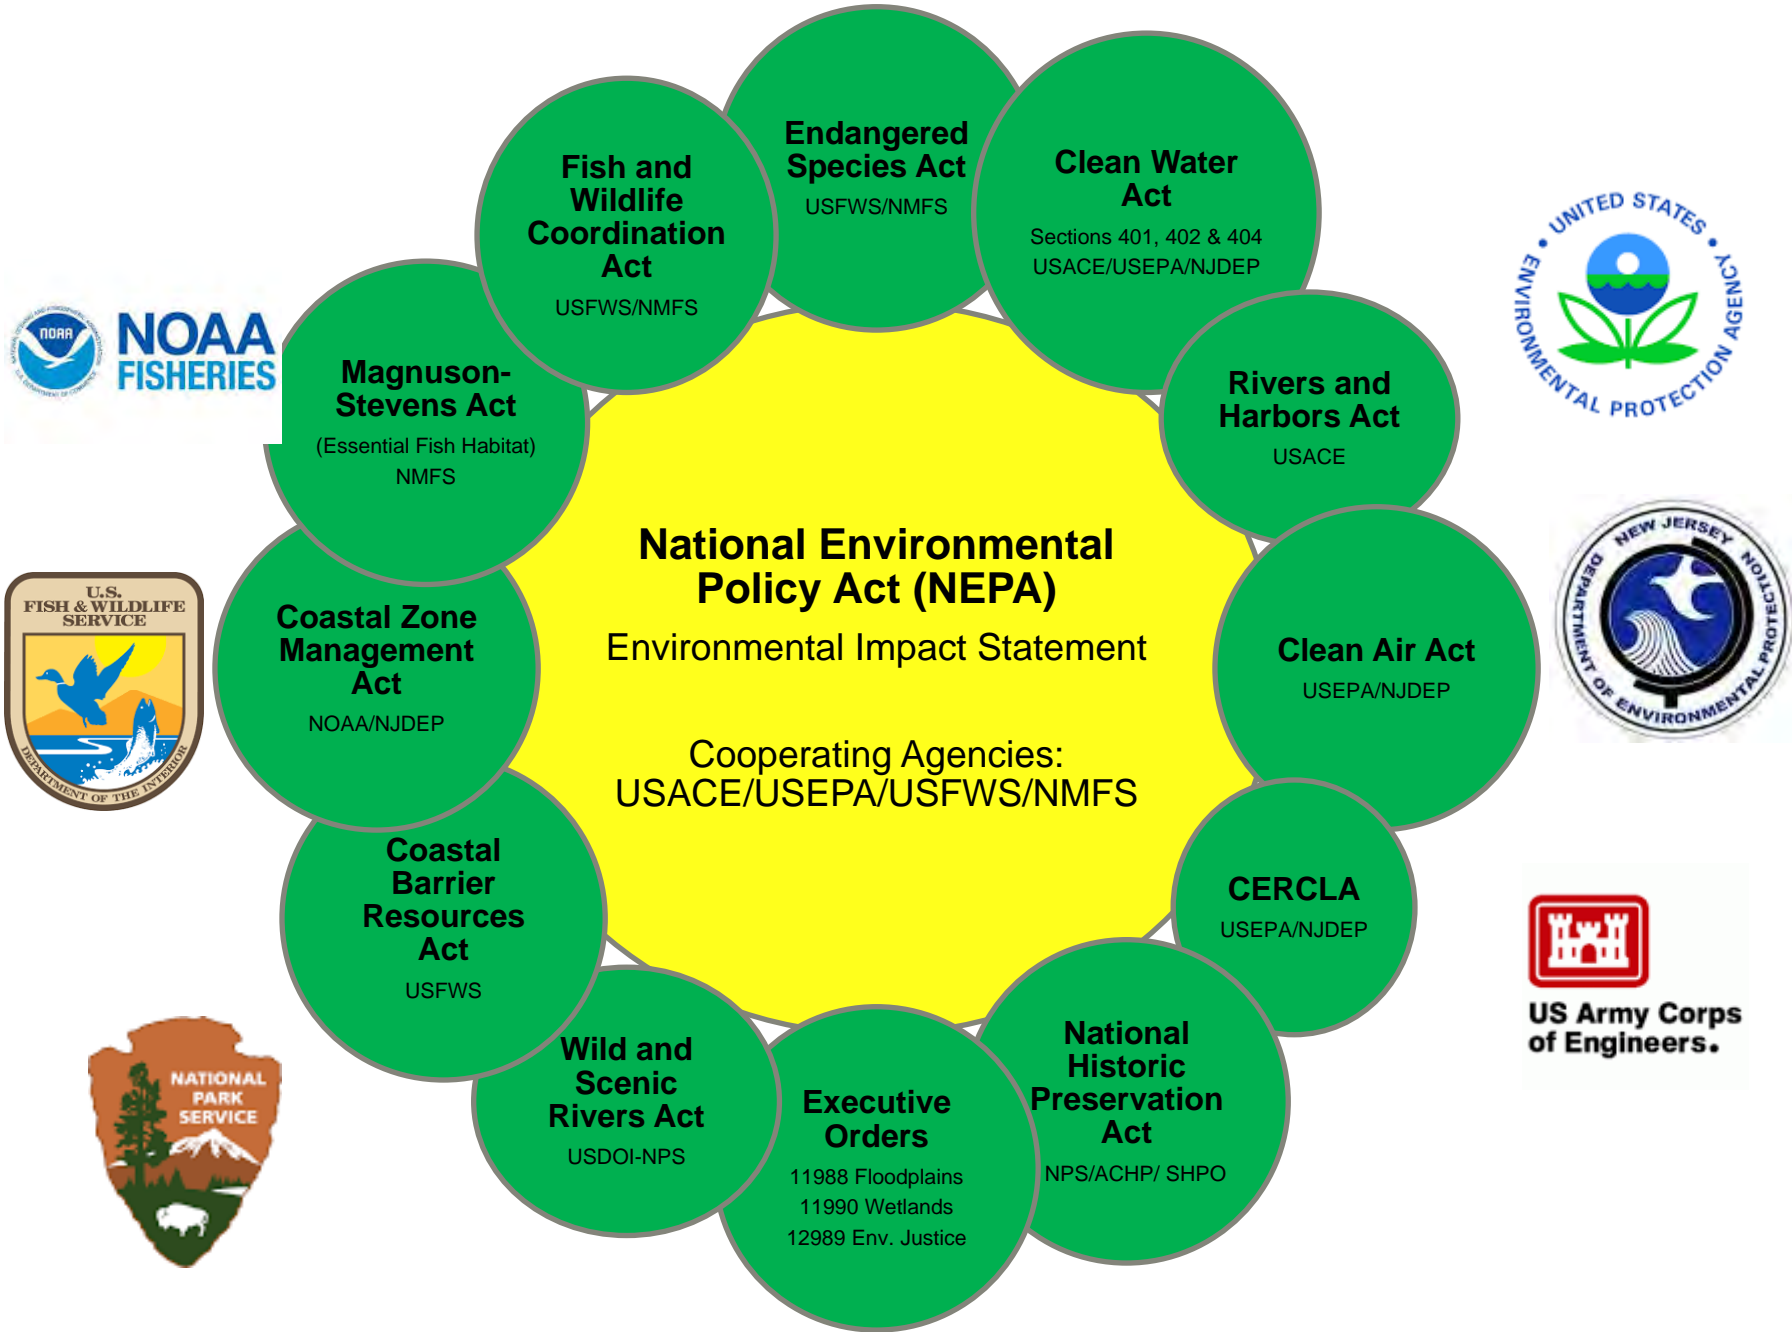 Endangered
Species Act
USFWS/NMFS
Clean Water
Act
Sections 401, 402 & 404
USACE/USEPA/NJDEP
Rivers and
Harbors Act
USACE
Clean Air Act
USEPA/NJDEP
CERCLA
USEPA/NJDEP
National
Historic
Preservation
Act
NPS/ACHP/ SHPO
Executive
Orders
11988 Floodplains
11990 Wetlands
12989 Env. Justice
Wild and
Scenic
Rivers Act
USDOI-NPS
Coastal
Barrier
Resources
Act
USFWS
Coastal Zone
Management
Act
NOAA/NJDEP
Magnuson-
Stevens Act
(Essential Fish Habitat)
NMFS
Fish and
Wildlife
Coordination
Act
USFWS/NMFS
National Environmental
Policy Act (NEPA)
Environmental Impact Statement
Cooperating Agencies:
USACE/USEPA/USFWS/NMFS
NOAA
NOAA
FISHERIES
U.S.
FISH & WILDLIFE
SERVICE
DEPARTMENT OF THE INTERIOR
NATIONAL
PARK
SERVICE
UNITED STATES
ENVIRONMENTAL PROTECTION AGENCY
NEW JERSEY
DEPARTMENT OF ENVIRONMENTAL PROTECTION
US Army Corps
of Engineers.